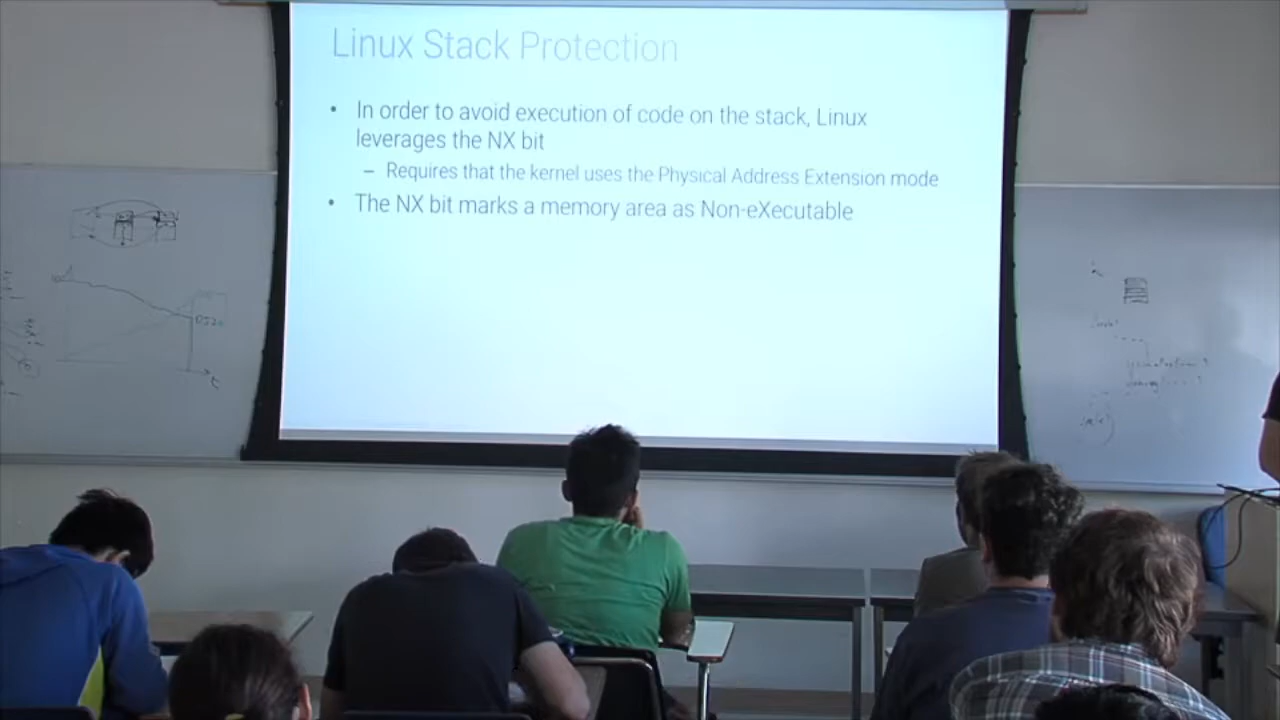 Linux Stack Protection
• In order to avoid execution of code on the stack, Linux
leverages the NX bit
– Requires that the kernel uses the Physical Address Extension mode
• The NX bit marks a memory area as Non-eXecutable